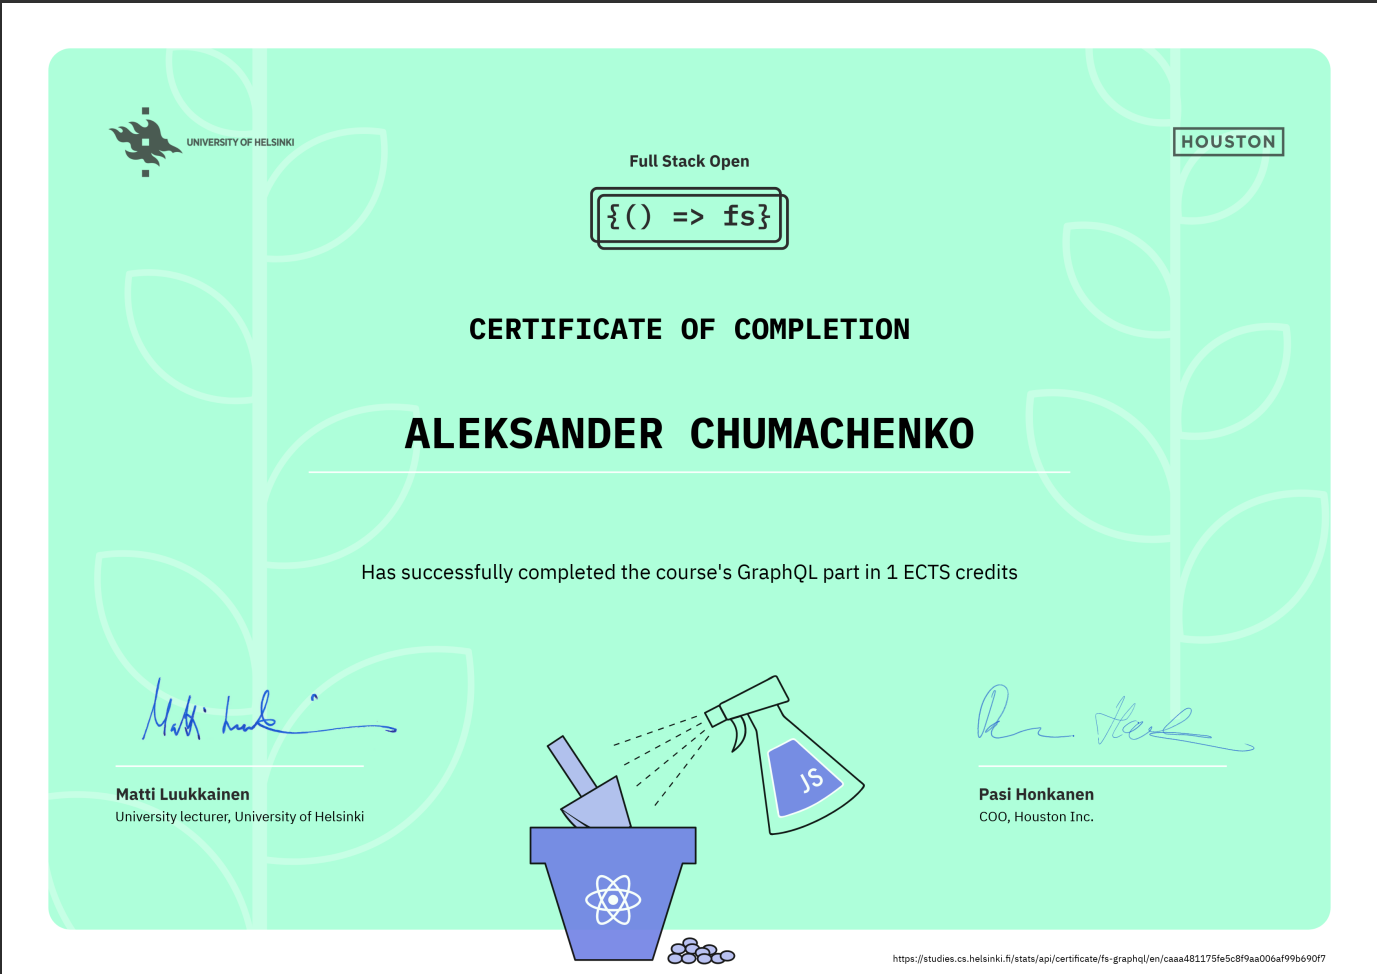 UNIVERSITY OF HELSINKI
HOUSTON
Full Stack Open
{() => fs}
CERTIFICATE OF COMPLETION
ALEKSANDER CHUMACHENKO
Has successfully completed the course's GraphQL part in 1 ECTS credits
JS
Matti Luukkainen
University lecturer, University of Helsinki
Pasi Honkanen
COO, Houston Inc.
https://studies.cs.helsinki.fi/stats/api/certificate/fs-graphql/en/caaa481175fe5c8f9aa006af99b690f7